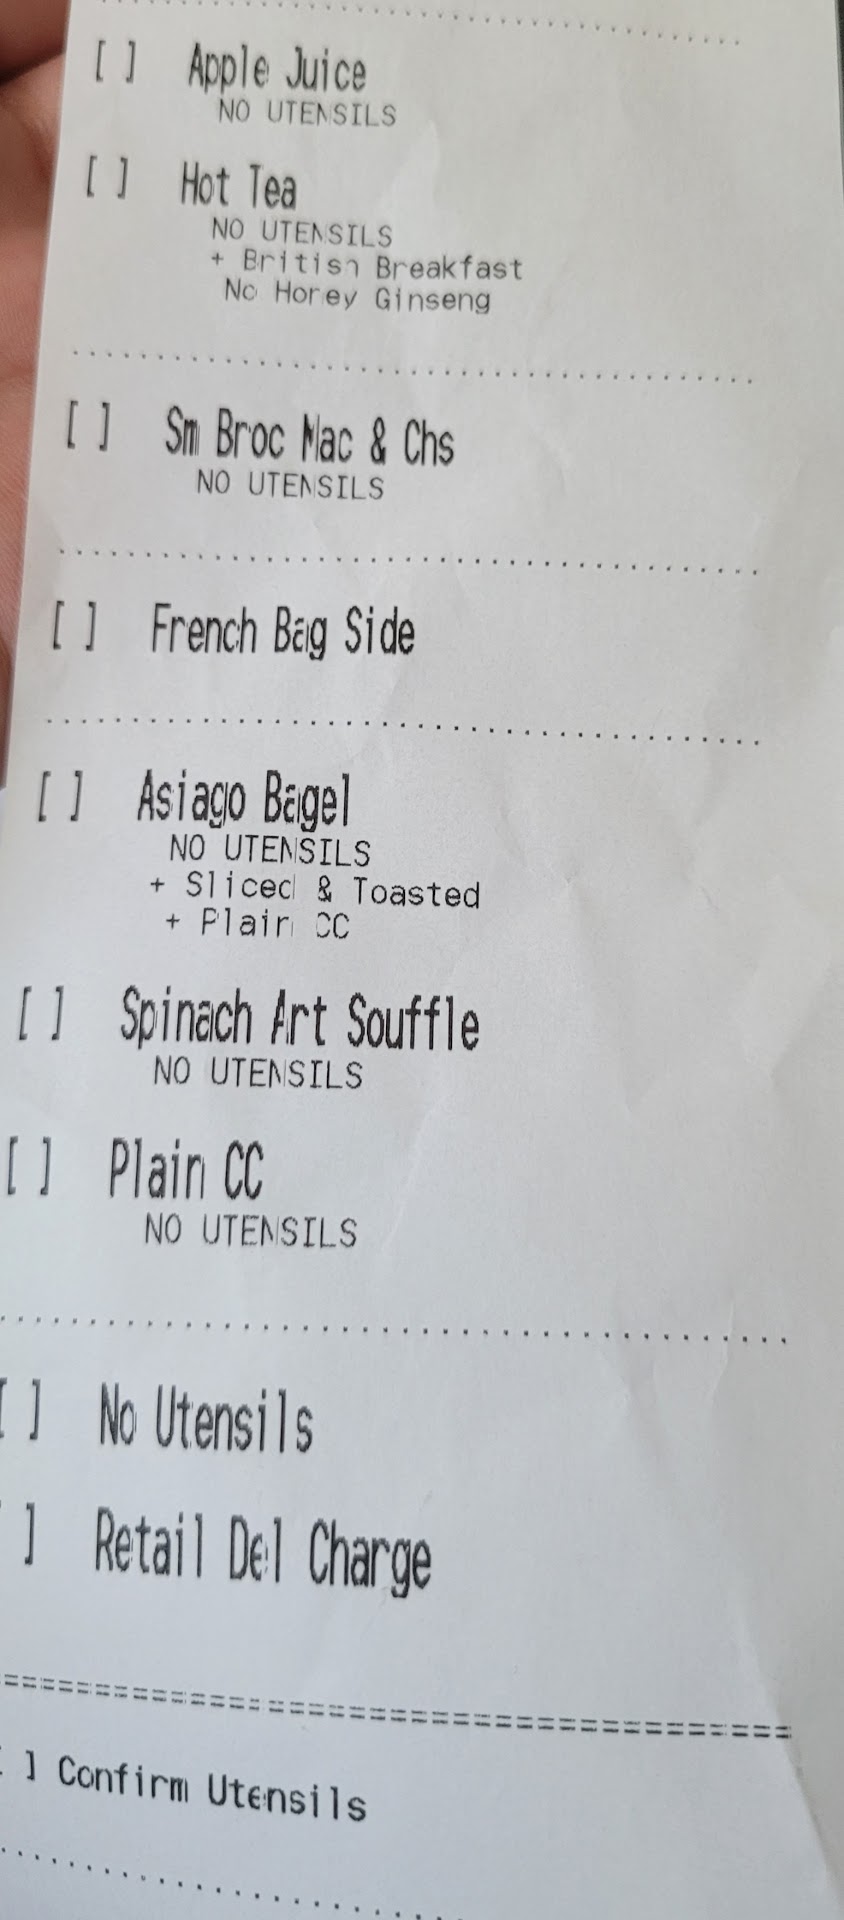 [ ] Apple Juice
NO UTENSILS
[ ] Hot Tea
NO UTENSILS
+ British Breakfast
No Honey Ginseng
[ ] Sm Broc Mac & Chs
NO UTENSILS
[ ] French Bag Side
[ ] Asiago Bagel
NO UTENSILS
+ Sliced & Toasted
+ Plain CC
[ ] Spinach Art Souffle
NO UTENSILS
[ ] Plain CC
NO UTENSILS
[ ] No Utensils
] Retail Del Charge
[ ] Confirm Utensils